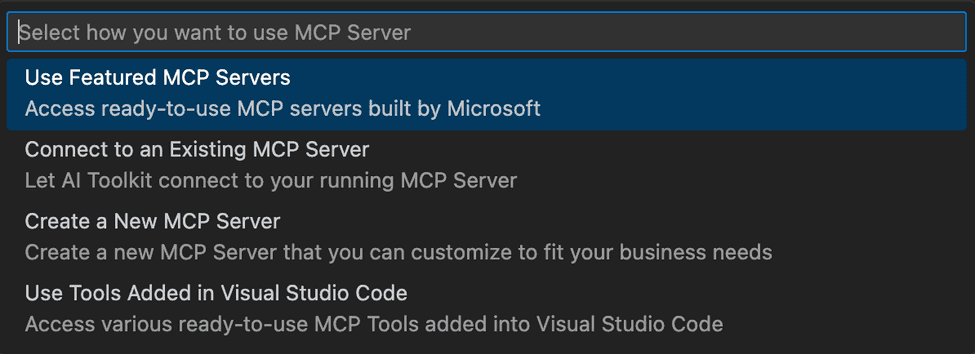 Select how you want to use MCP Server
Use Featured MCP Servers
Access ready-to-use MCP servers built by Microsoft
Connect to an Existing MCP Server
Let AI Toolkit connect to your running MCP Server
Create a New MCP Server
Create a new MCP Server that you can customize to fit your business needs
Use Tools Added in Visual Studio Code
Access various ready-to-use MCP Tools added into Visual Studio Code